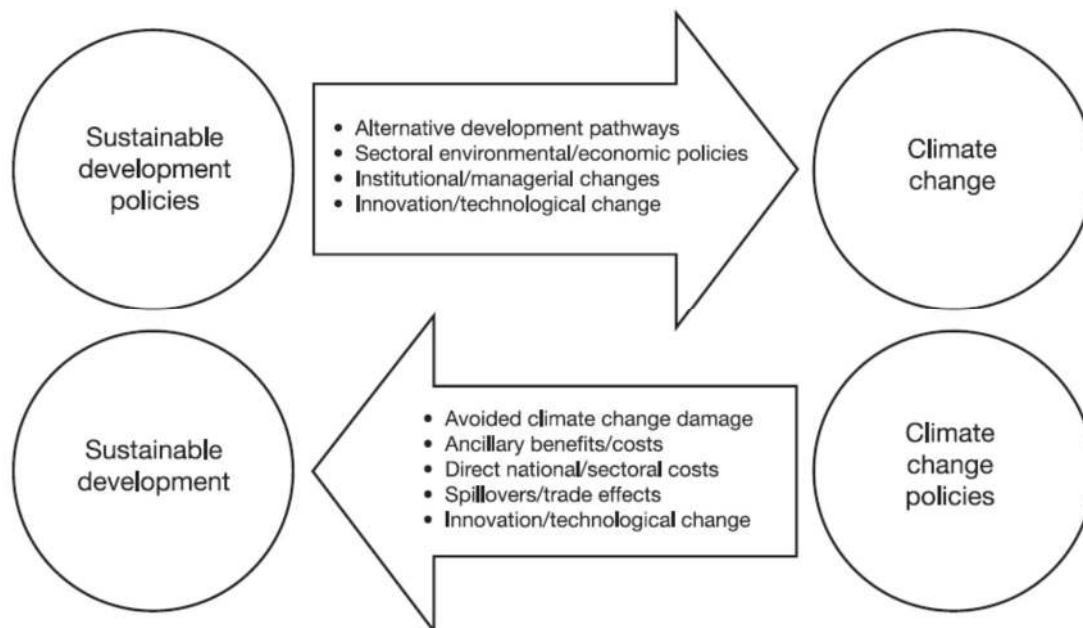 Sustainable
development
policies
• Alternative development pathways
• Sectoral environmental/economic policies
• Institutional/managerial changes
• Innovation/technological change
Climate
change
Sustainable
development
• Avoided climate change damage
• Ancillary benefits/costs
• Direct national/sectoral costs
• Spillovers/trade effects
• Innovation/technological change
Climate
change
policies